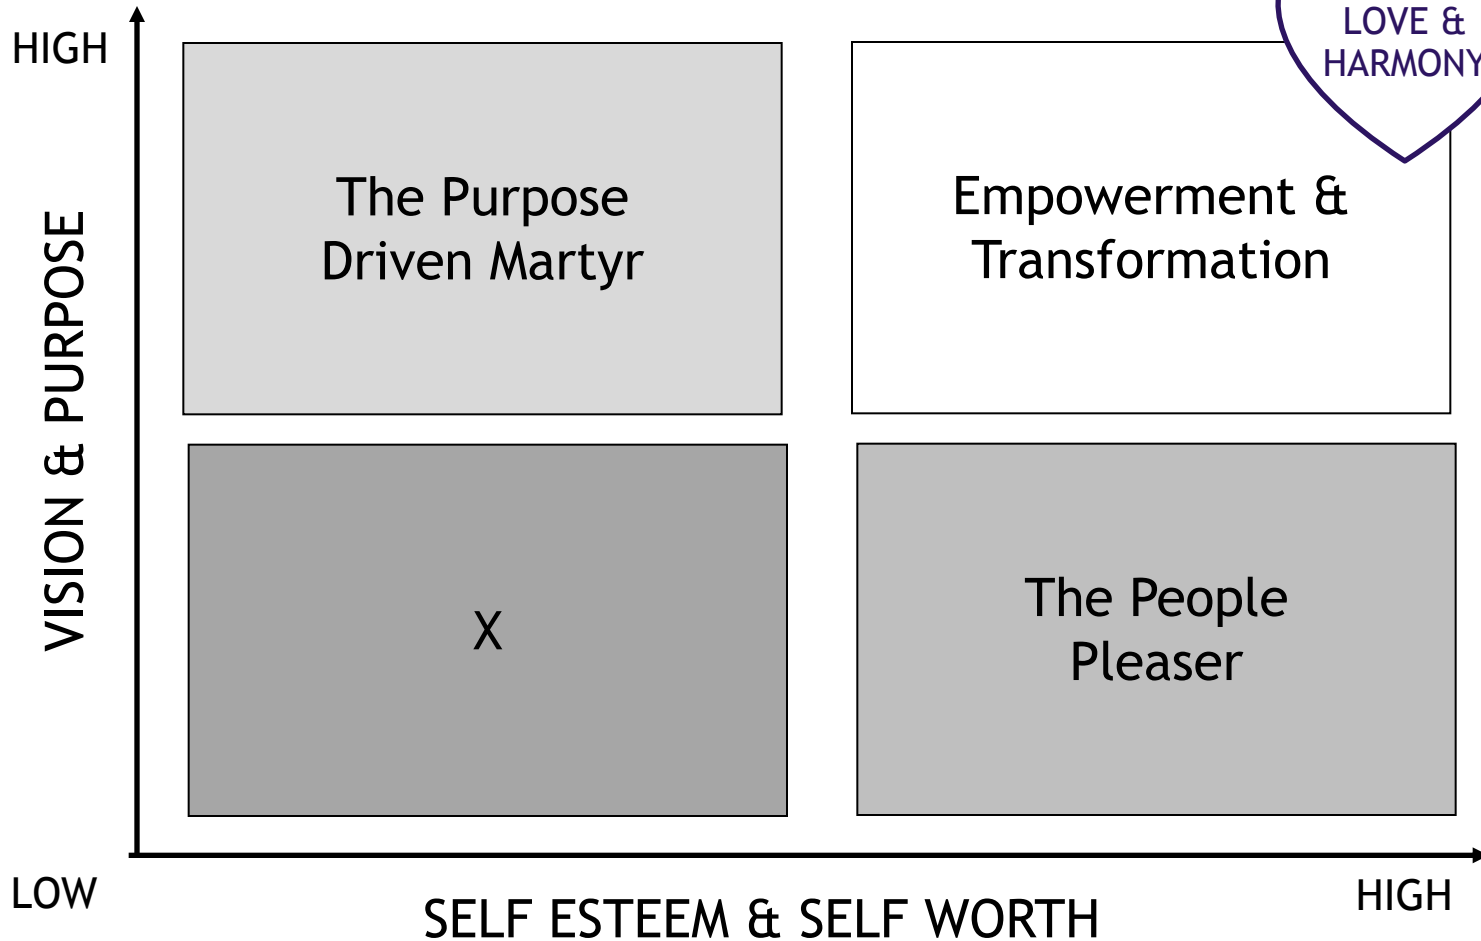 LOVE &
HARMONY
HIGH
The Purpose
Driven Martyr
Empowerment &
Transformation
VISION & PURPOSE
X
The People
Pleaser
LOW
SELF ESTEEM & SELF WORTH
HIGH